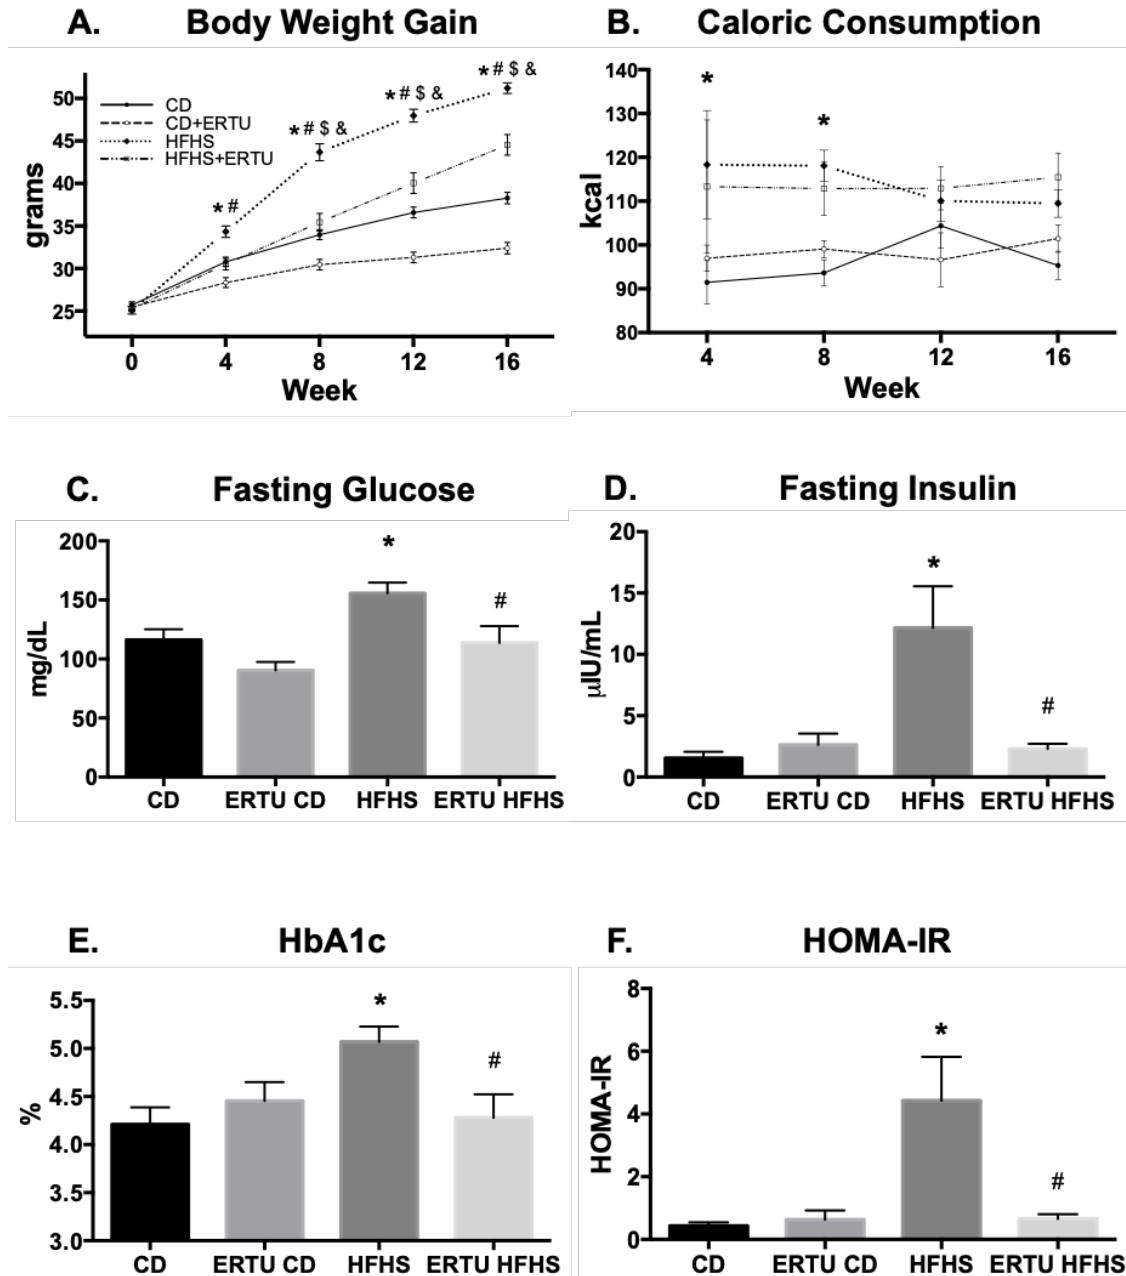 A. Body Weight Gain
B. Caloric Consumption
*# $ &
*# $ &
*# $ &
*#
CD
CD+ERTU
HFHS
HFHS+ERTU
grams
50
45
40
35
30
25
0 4 8 12 16
Week
*
*
kcal
140
130
120
110
100
90
80
4 8 12 16
Week
C. Fasting Glucose
D. Fasting Insulin
mg/dL
200
150
100
50
0
*
#
CD ERTU CD HFHS ERTU HFHS
μIU/mL
20
15
10
5
0
*
#
CD ERTU CD HFHS ERTU HFHS
E. HbA1c
F. HOMA-IR
%
5.5
5.0
4.5
4.0
3.5
3.0
*
#
CD ERTU CD HFHS ERTU HFHS
HOMA-IR
8
6
4
2
0
*
#
CD ERTU CD HFHS ERTU HFHS